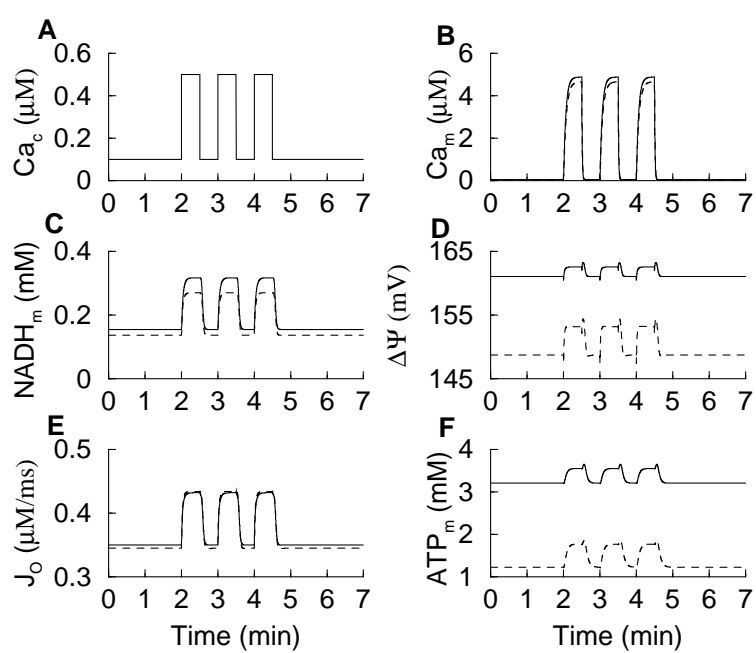 A
0.6
0.4
0.2
0
Ca_c (μM)
0 1 2 3 4 5 6 7
B
6
4
2
0
Ca_m (μM)
0 1 2 3 4 5 6 7
C
0.4
0.2
0
NADH_m (mM)
0 1 2 3 4 5 6 7
D
165
155
145
ΔΨ (mV)
0 1 2 3 4 5 6 7
E
0.5
0.4
0.3
J_O (μM/ms)
0 1 2 3 4 5 6 7
Time (min)
F
4
3
2
1
ATP_m (mM)
0 1 2 3 4 5 6 7
Time (min)